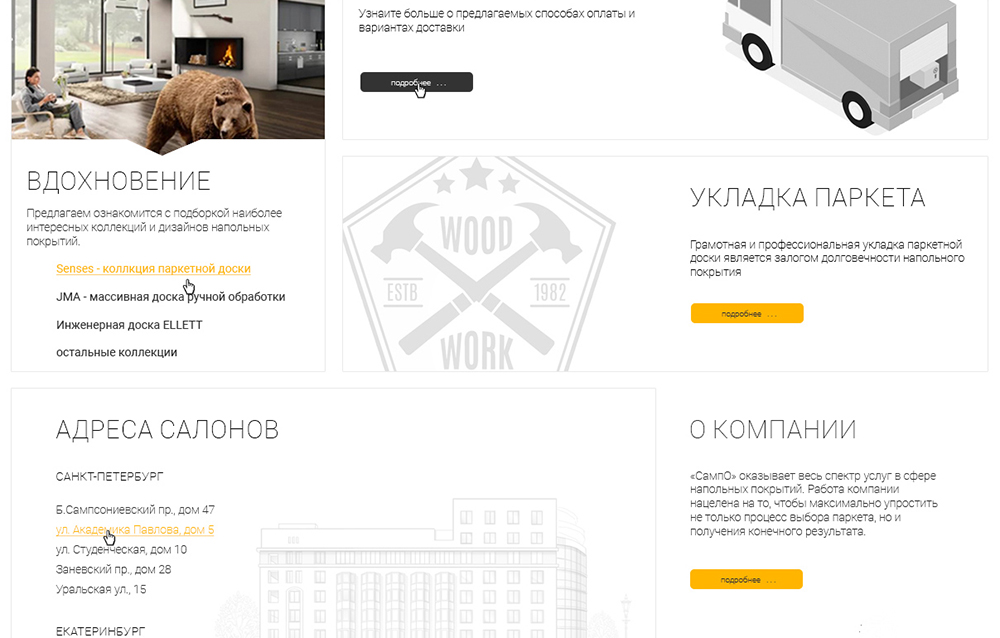 Узнаите больше о предлагаемых способах оплаты и
вариантах доставки
подробнее ...
ВДОХНОВЕНИЕ
Предлагаем ознакомится с подборкой наиболее
интересных коллекций и дизайнов напольных
покрытий.
Senses - коллкция паркетной доски
JMA - массивная доска ручной обработки
Инженерная доска ELLETT
остальные коллекции
WOOD
ESTB
1982
WORK
УКЛАДКА ПАРКЕТА
Грамотная и профессиональная укладка паркетной
доски является залогом долговечности напольного
покрытия
подробнее ...
АДРЕСА САЛОНОВ
САНКТ-ПЕТЕРБУРГ
Б.Сампсониевский пр., дом 47
ул. Академика Павлова, дом 5
ул. Студенческая, дом 10
Заневский пр., дом 28
Уральская ул., 15
ЕКАТЕРИНБУРГ
О КОМПАНИИ
«СампО» оказывает весь спектр услуг в сфере
напольных покрытий. Работа компании
нацелена на то, чтобы максимально упростить
не только процесс выбора паркета, но и
получения конечного результата.
подробнее ...